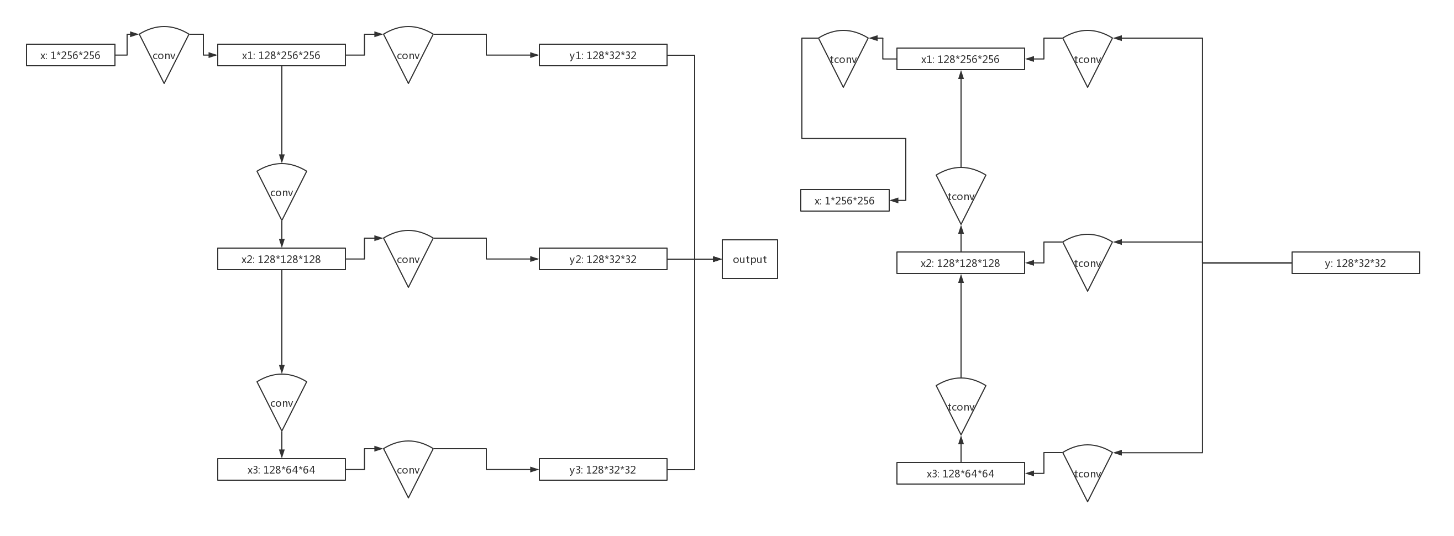 x: 1*256*256
conv
x1: 128*256*256
conv
y1: 128*32*32
conv
x2: 128*128*128
conv
y2: 128*32*32
output
conv
x3: 128*64*64
conv
y3: 128*32*32
tconv
x1: 128*256*256
tconv
x: 1*256*256
tconv
x2: 128*128*128
tconv
y: 128*32*32
tconv
x3: 128*64*64
tconv